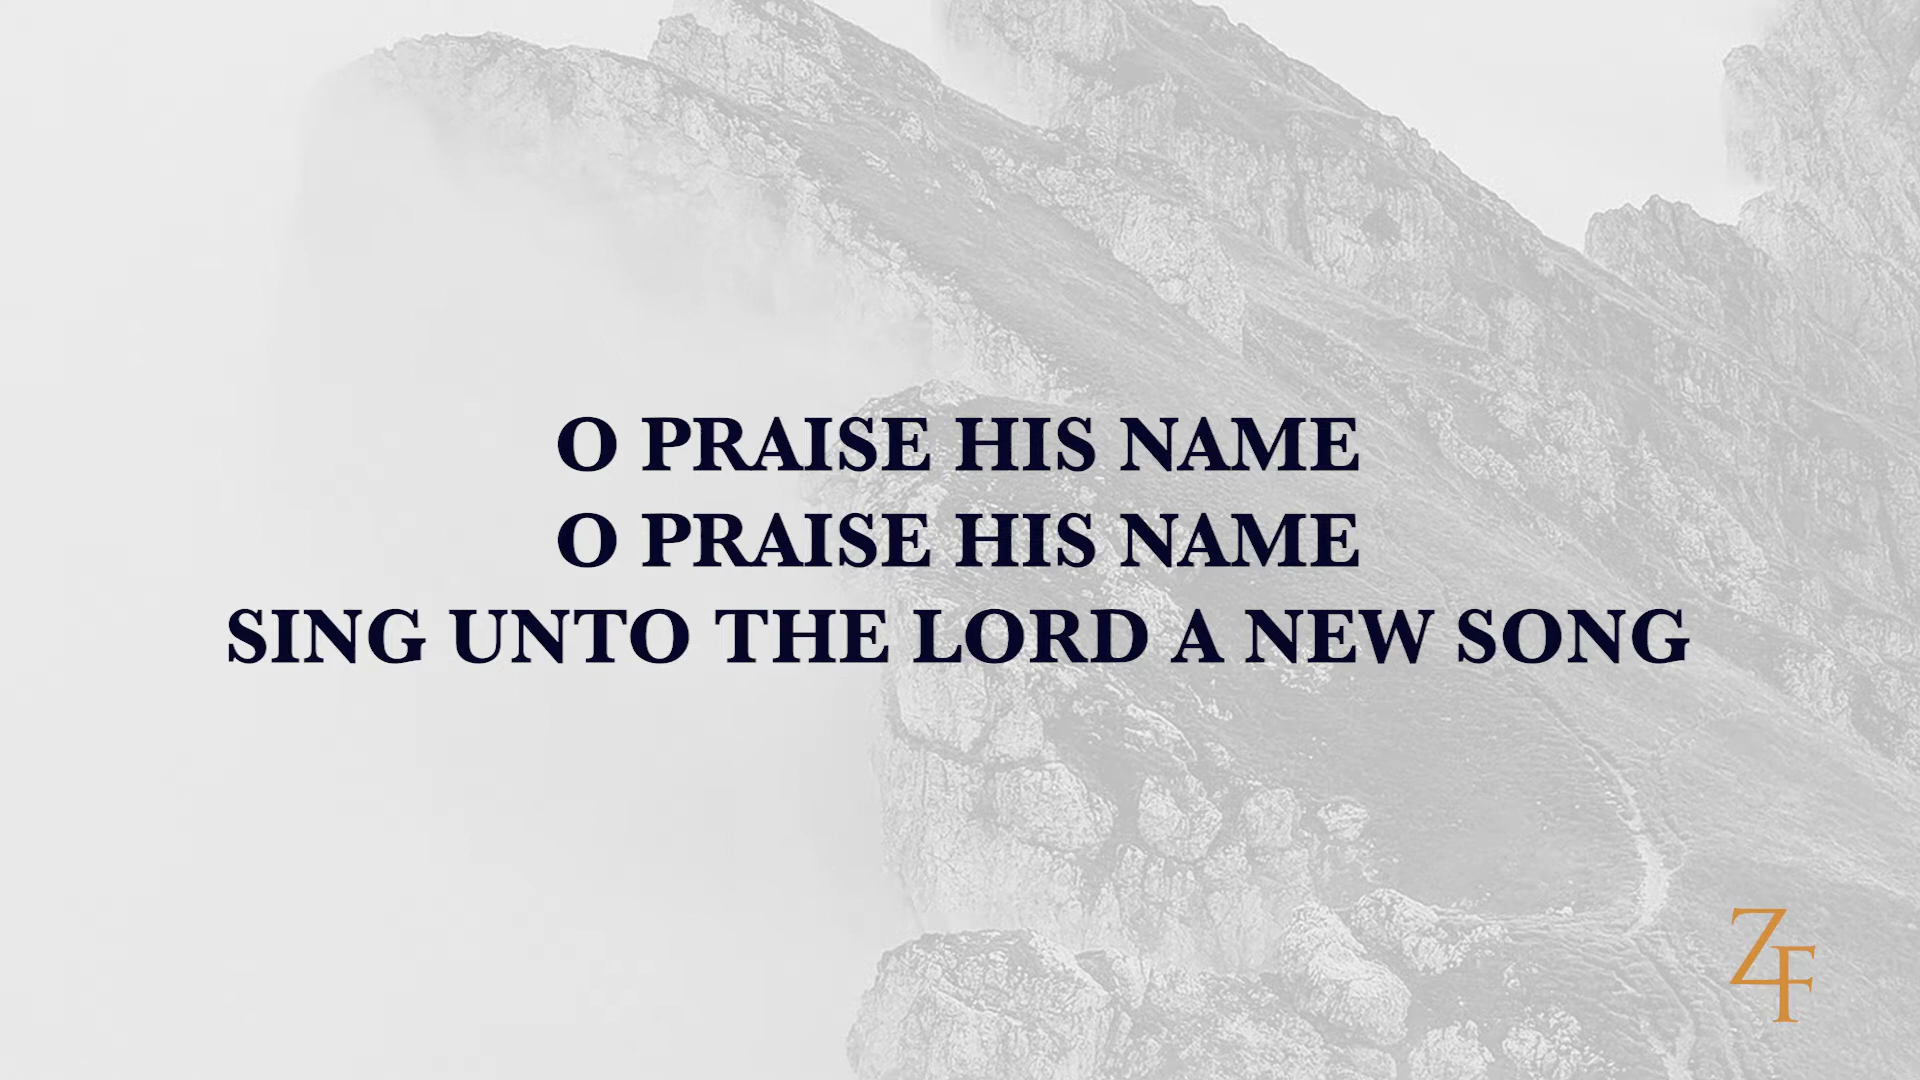 O PRAISE HIS NAME
O PRAISE HIS NAME
SING UNTO THE LORD A NEW SONG
ZF